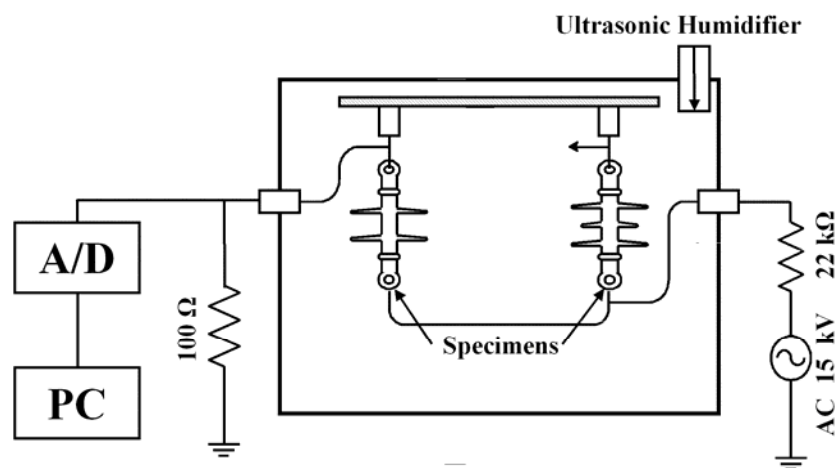 Ultrasonic Humidifier
A/D
PC
100 Ω
Specimens
22 kΩ
AC 15 kV